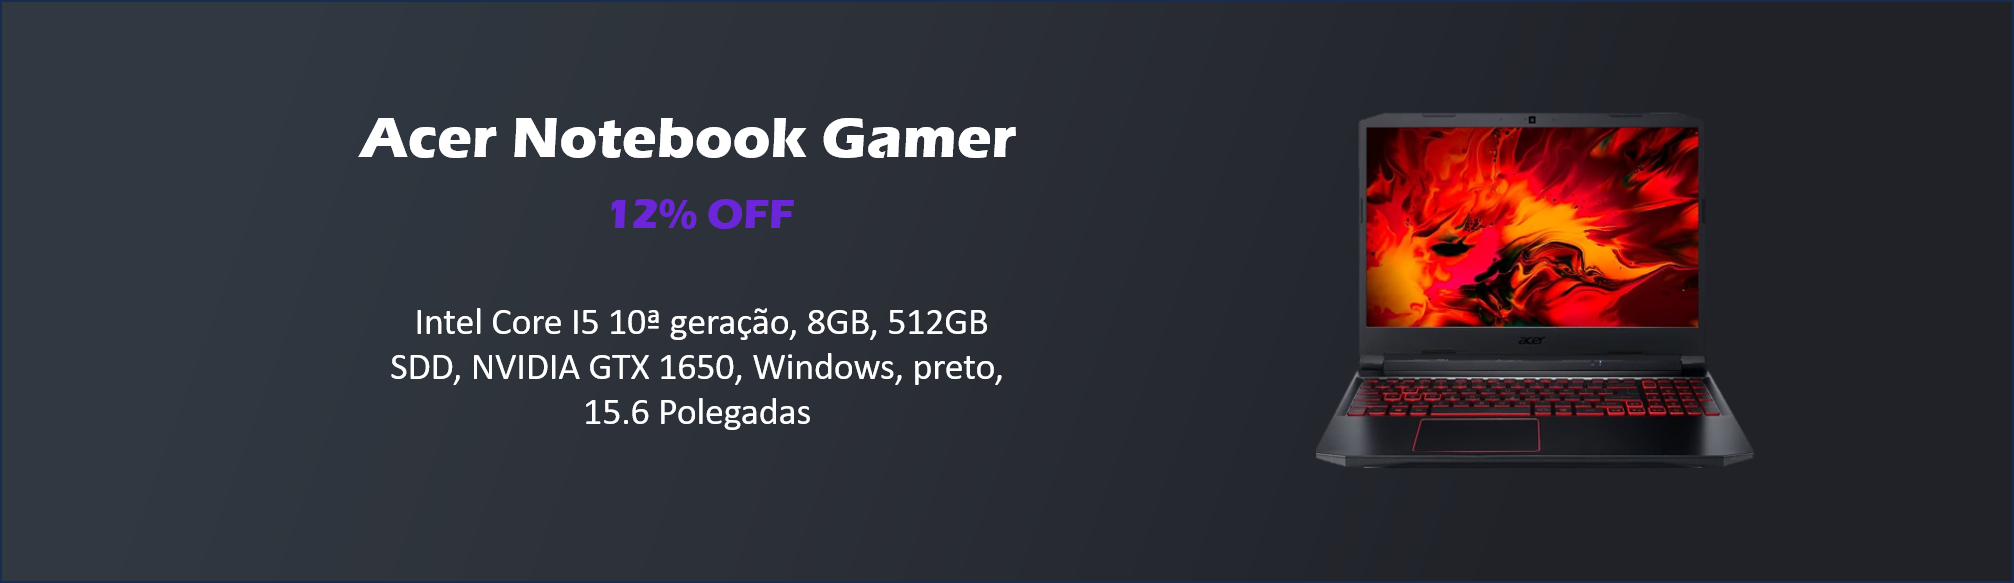 Acer Notebook Gamer
12% OFF
Intel Core I5 10ª geração, 8GB, 512GB
SDD, NVIDIA GTX 1650, Windows, preto,
15.6 Polegadas
acer